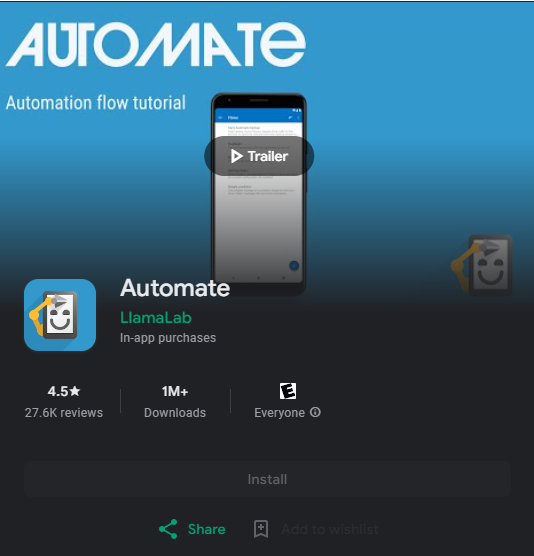 AUTOMATE
Automation flow tutorial
Trailer
Automate
LlamaLab
In-app purchases
4.5★ 1M+ E
27.6K reviews Downloads Everyone
Install
Share Add to wishlist